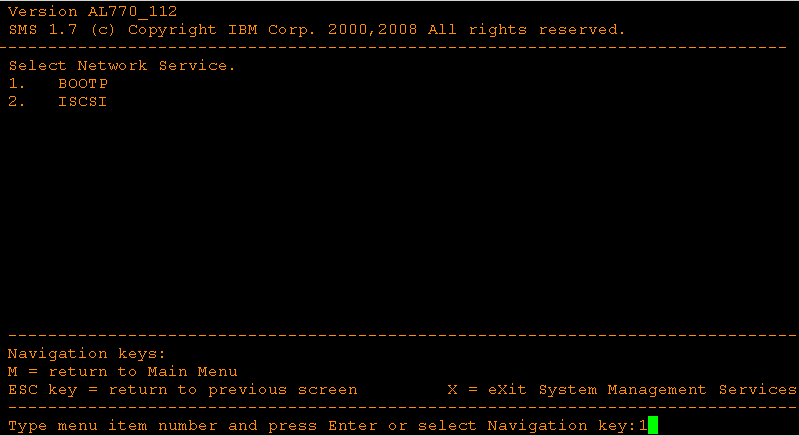 Version AL770_112
SMS 1.7 (c) Copyright IBM Corp. 2000,2008 All rights reserved.
-------------------------------------------------------------------------------
Select Network Service.
1.   BOOTP
2.   ISCSI
-------------------------------------------------------------------------------
Navigation keys:
M = return to Main Menu
ESC key = return to previous screen         X = eXit System Management Services
-------------------------------------------------------------------------------
Type menu item number and press Enter or select Navigation key:1